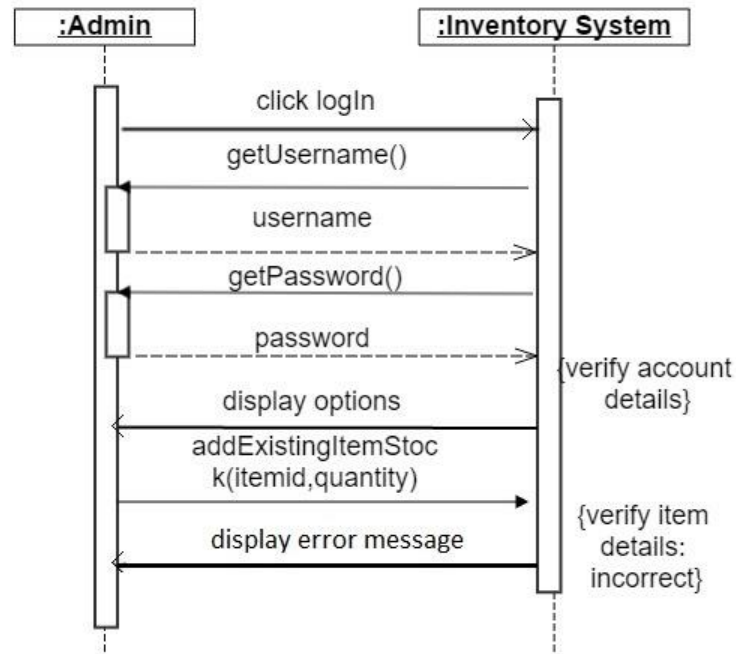 :Admin
:Inventory System
click logIn
getUsername()
username
getPassword()
password
{verify account
details}
display options
addExistingItemStoc
k(itemid,quantity)
{verify item
details:
incorrect}
display error message